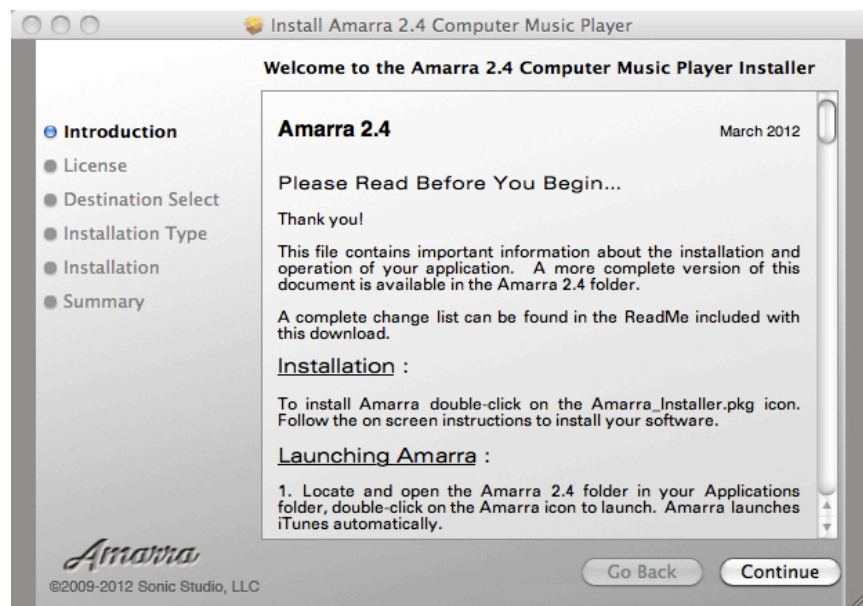 Install Amarra 2.4 Computer Music Player
Welcome to the Amarra 2.4 Computer Music Player Installer
Introduction
License
Destination Select
Installation Type
Installation
Summary
Amarra 2.4
March 2012
Please Read Before You Begin...
Thank you!
This file contains important information about the installation and
operation of your application. A more complete version of this
document is available in the Amarra 2.4 folder.
A complete change list can be found in the ReadMe included with
this download.
Installation :
To install Amarra double-click on the Amarra_Installer.pkg icon.
Follow the on screen instructions to install your software.
Launching Amarra :
1. Locate and open the Amarra 2.4 folder in your Applications
folder, double-click on the Amarra icon to launch. Amarra launches
iTunes automatically.
Amarra
©2009-2012 Sonic Studio, LLC
Go Back
Continue